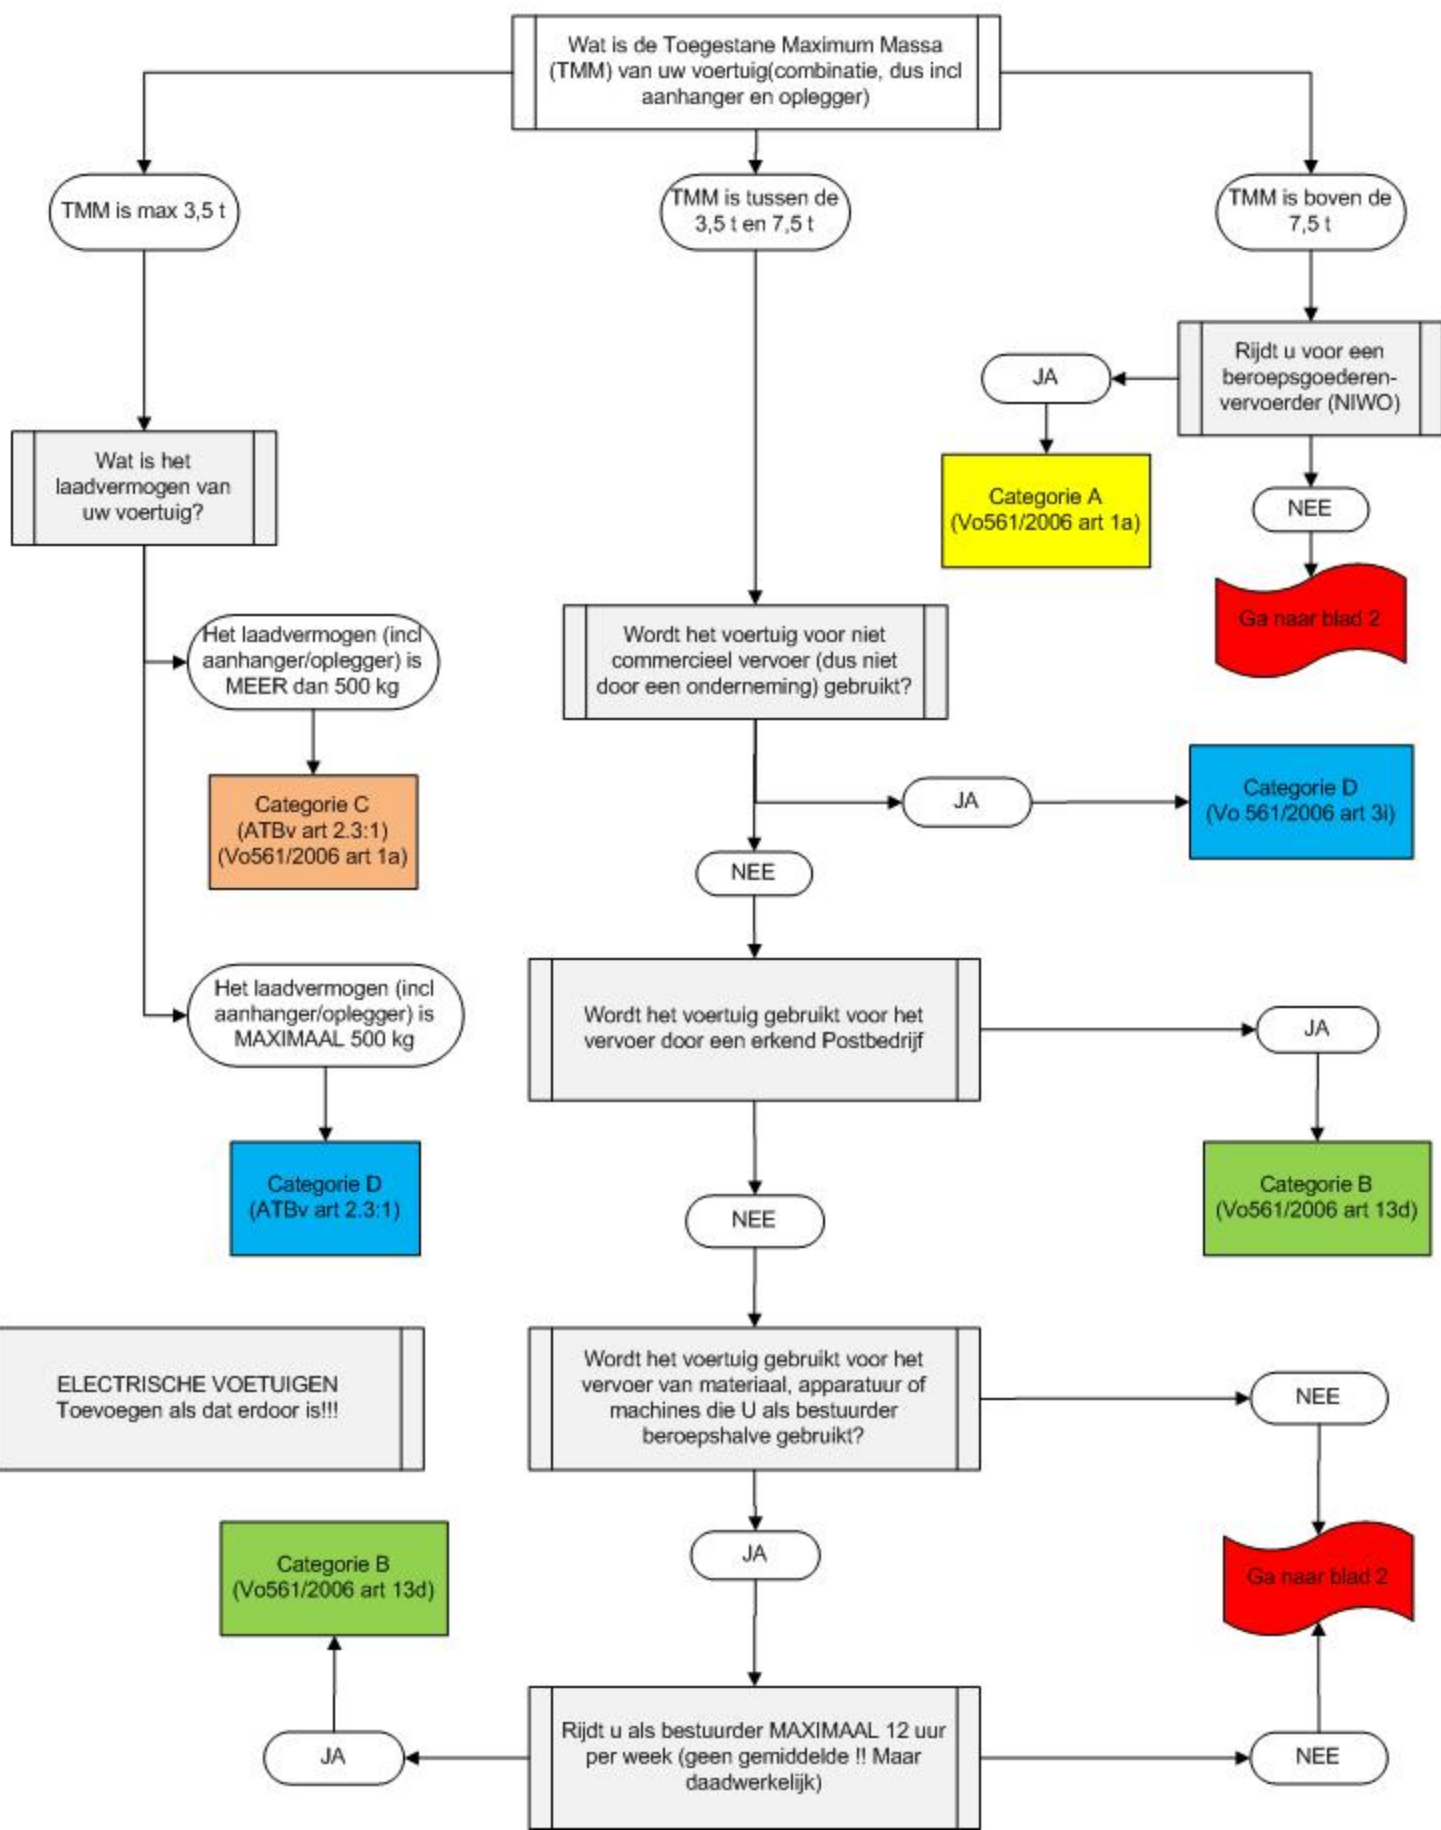 Wat is de Toegestane Maximum Massa
(TMM) van uw voertuig(combinatie, dus incl
aanhanger en oplegger)
TMM is max 3,5 t
TMM is tussen de
3,5 t en 7,5 t
TMM is boven de
7,5 t
Rijdt u voor een
beroepsgoederen-
vervoerder (NIWO)
JA
Categorie A
(Vo561/2006 art 1a)
NEE
Ga naar blad 2
Wat is het
laadvermogen van
uw voertuig?
Het laadvermogen (incl
aanhanger/oplegger) is
MEER dan 500 kg
Categorie C
(ATBv art 2.3:1)
(Vo561/2006 art 1a)
Het laadvermogen (incl
aanhanger/oplegger) is
MAXIMAAL 500 kg
Categorie D
(ATBv art 2.3:1)
Wordt het voertuig voor niet
commercieel vervoer (dus niet
door een onderneming) gebruikt?
JA
Categorie D
(Vo 561/2006 art 3i)
NEE
Wordt het voertuig gebruikt voor het
vervoer door een erkend Postbedrijf
JA
Categorie B
(Vo561/2006 art 13d)
NEE
ELECTRISCHE VOETUIGEN
Toevoegen als dat erdoor is!!!
Wordt het voertuig gebruikt voor het
vervoer van materiaal, apparatuur of
machines die U als bestuurder
beroepshalve gebruikt?
NEE
Ga naar blad 2
JA
Rijdt u als bestuurder MAXIMAAL 12 uur
per week (geen gemiddelde !! Maar
daadwerkelijk)
JA
Categorie B
(Vo561/2006 art 13d)
NEE